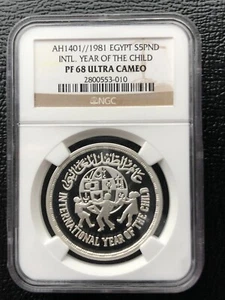 AH1401//1981 EGYPT S5PND
INTL. YEAR OF THE CHILD
PF 68 ULTRA CAMEO
2800553-010
NGC
INTERNATIONAL YEAR OF THE CHILD